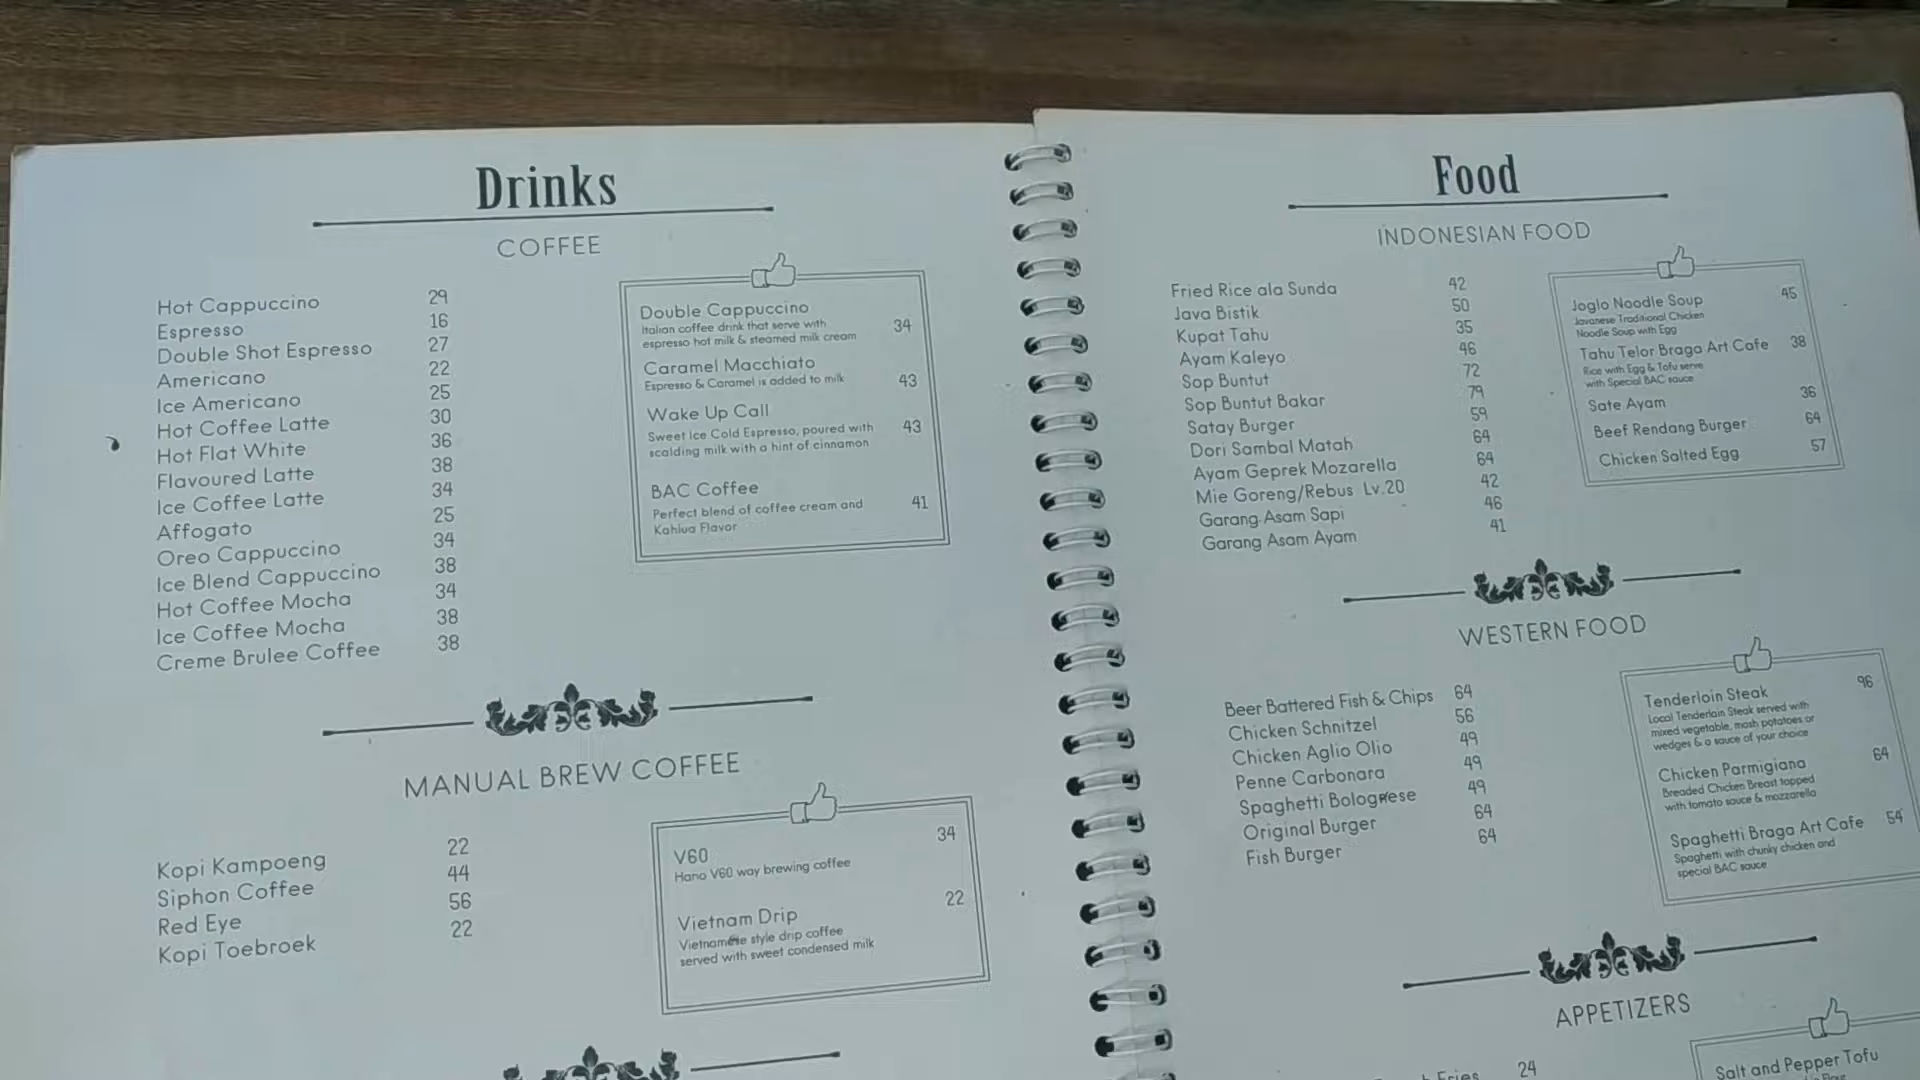 Drinks
COFFEE
Hot Cappuccino 29
Espresso 16
Double Shot Espresso 27
Americano 22
Ice Americano 25
Hot Coffee Latte 30
Hot Flat White 36
Flavoured Latte 38
Ice Coffee Latte 34
Affogato 25
Oreo Cappuccino 34
Ice Blend Cappuccino 38
Hot Coffee Mocha 34
Ice Coffee Mocha 38
Creme Brulee Coffee 38
Double Cappuccino
Italian coffee drink that serve with 34
espresso hot milk & steamed milk cream
Caramel Macchiato
Espresso & Caramel is added to milk 43
Wake Up Call
Sweet Ice Cold Espresso, poured with 43
scalding milk with a hint of cinnamon
BAC Coffee
Perfect blend of coffee cream and 41
Kahlua Flavor
MANUAL BREW COFFEE
Kopi Kampoeng 22
Siphon Coffee 44
Red Eye 56
Kopi Toebroek 22
V60 34
Hario V60 way brewing coffee
Vietnam Drip 22
Vietnamese style drip coffee
served with sweet condensed milk
Food
INDONESIAN FOOD
Fried Rice ala Sunda 42
Java Bistik 50
Kupat Tahu 35
Ayam Kaleyo 46
Sop Buntut 72
Sop Buntut Bakar 79
Satay Burger 59
Dori Sambal Matah 64
Ayam Geprek Mozarella 64
Mie Goreng/Rebus Lv.20 42
Garang Asam Sapi 46
Garang Asam Ayam 41
Joglo Noodle Soup 45
Javanese Traditional Chicken
Noodle Soup with Egg
Tahu Telor Braga Art Cafe 38
Rice with Egg & Tofu serve
with Special BAC sauce
Sate Ayam 36
Beef Rendang Burger 64
Chicken Salted Egg 57
WESTERN FOOD
Beer Battered Fish & Chips 64
Chicken Schnitzel 56
Chicken Aglio Olio 49
Penne Carbonara 49
Spaghetti Bolognese 49
Original Burger 64
Fish Burger 64
Tenderloin Steak 96
Local Tenderloin Steak served with
mixed vegetable, mash potatoes or
wedges & a sauce of your choice
Chicken Parmigiana 64
Breaded Chicken Breast topped
with tomato sauce & mozzarella
Spaghetti Braga Art Cafe 54
Spaghetti with chunky chicken and
special BAC sauce
APPETIZERS
Fries 24
Salt and Pepper Tofu